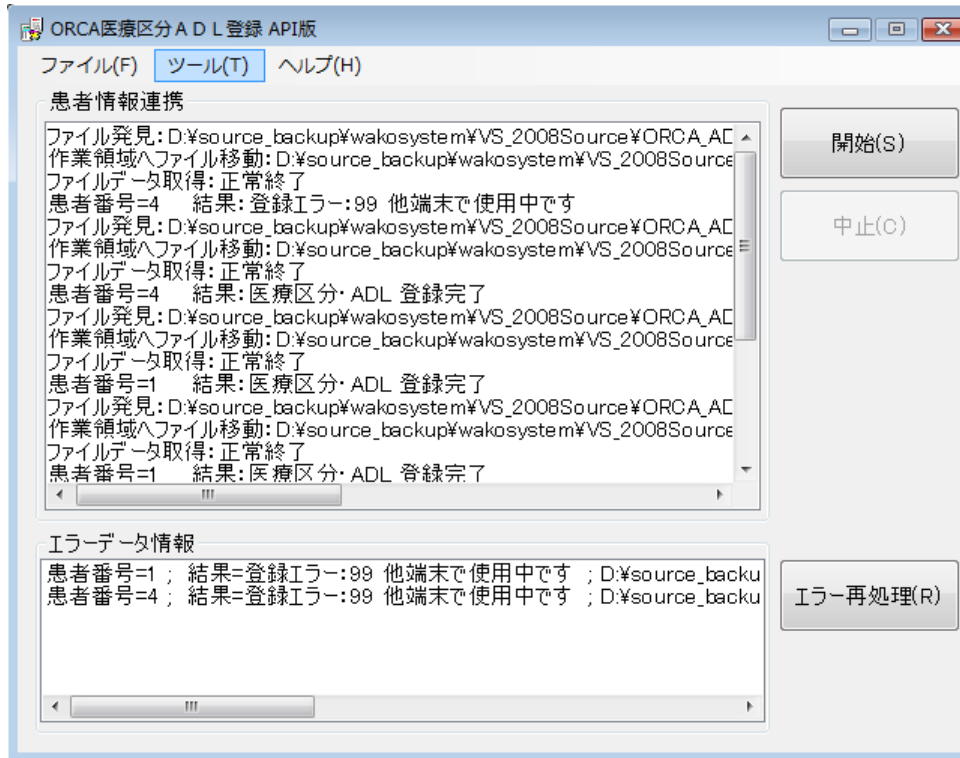 ORCA医療区分ＡＤＬ登録 API版
ファイル(F) ツール(T) ヘルプ(H)
患者情報連携
ファイル発見：D:¥source_backup¥wakosystem¥VS_2008Source¥ORCA_AD
作業領域へファイル移動：D:¥source_backup¥wakosystem¥VS_2008Source
ファイルデータ取得：正常終了
患者番号=4 結果：登録エラー:99 他端末で使用中です
ファイル発見：D:¥source_backup¥wakosystem¥VS_2008Source¥ORCA_AD
作業領域へファイル移動：D:¥source_backup¥wakosystem¥VS_2008Source
ファイルデータ取得：正常終了
患者番号=4 結果：医療区分・ADL 登録完了
ファイル発見：D:¥source_backup¥wakosystem¥VS_2008Source¥ORCA_AD
作業領域へファイル移動：D:¥source_backup¥wakosystem¥VS_2008Source
ファイルデータ取得：正常終了
患者番号=1 結果：医療区分・ADL 登録完了
ファイル発見：D:¥source_backup¥wakosystem¥VS_2008Source¥ORCA_AD
作業領域へファイル移動：D:¥source_backup¥wakosystem¥VS_2008Source
ファイルデータ取得：正常終了
患者番号=1 結果：医療区分・ADL 登録完了
開始(S)
中止(C)
エラーデータ情報
患者番号=1 ; 結果=登録エラー:99 他端末で使用中です ; D:¥source_backu
患者番号=4 ; 結果=登録エラー:99 他端末で使用中です ; D:¥source_backu
エラー再処理(R)